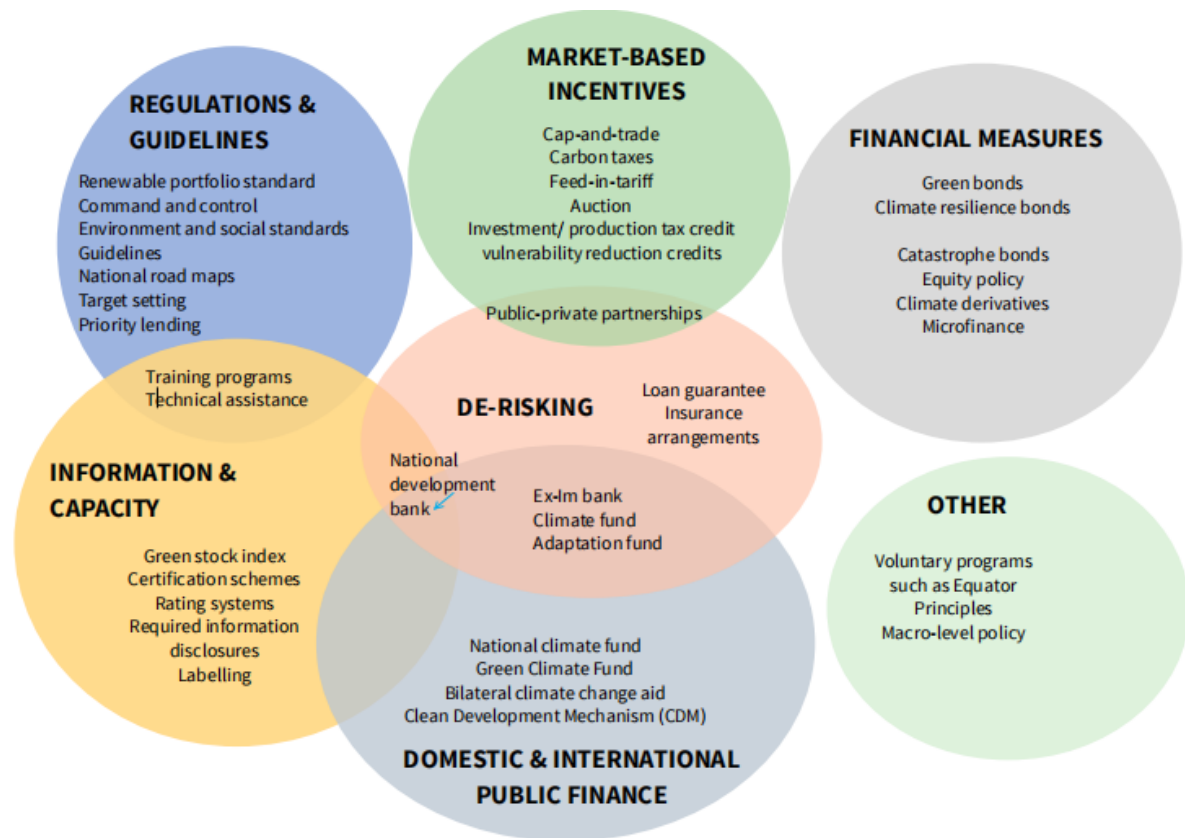 REGULATIONS &
GUIDELINES
Renewable portfolio standard
Command and control
Environment and social standards
Guidelines
National road maps
Target setting
Priority lending
MARKET-BASED
INCENTIVES
Cap-and-trade
Carbon taxes
Feed-in-tariff
Auction
Investment/ production tax credit
vulnerability reduction credits
Public-private partnerships
FINANCIAL MEASURES
Green bonds
Climate resilience bonds
Catastrophe bonds
Equity policy
Climate derivatives
Microfinance
Training programs
Technical assistance
DE-RISKING
Loan guarantee
Insurance
arrangements
INFORMATION &
CAPACITY
Green stock index
Certification schemes
Rating systems
Required information
disclosures
Labelling
National
development
bank
Ex-Im bank
Climate fund
Adaptation fund
OTHER
Voluntary programs
such as Equator
Principles
Macro-level policy
National climate fund
Green Climate Fund
Bilateral climate change aid
Clean Development Mechanism (CDM)
DOMESTIC & INTERNATIONAL
PUBLIC FINANCE